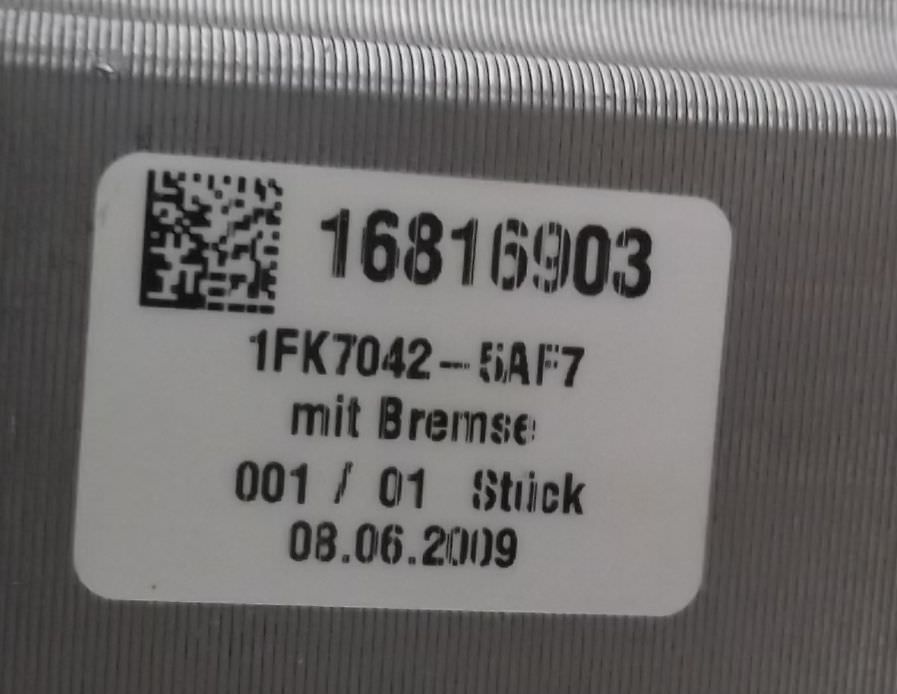 16816903
1FK7042-5AF7
mit Bremse
001 / 01 Stück
08.06.2009